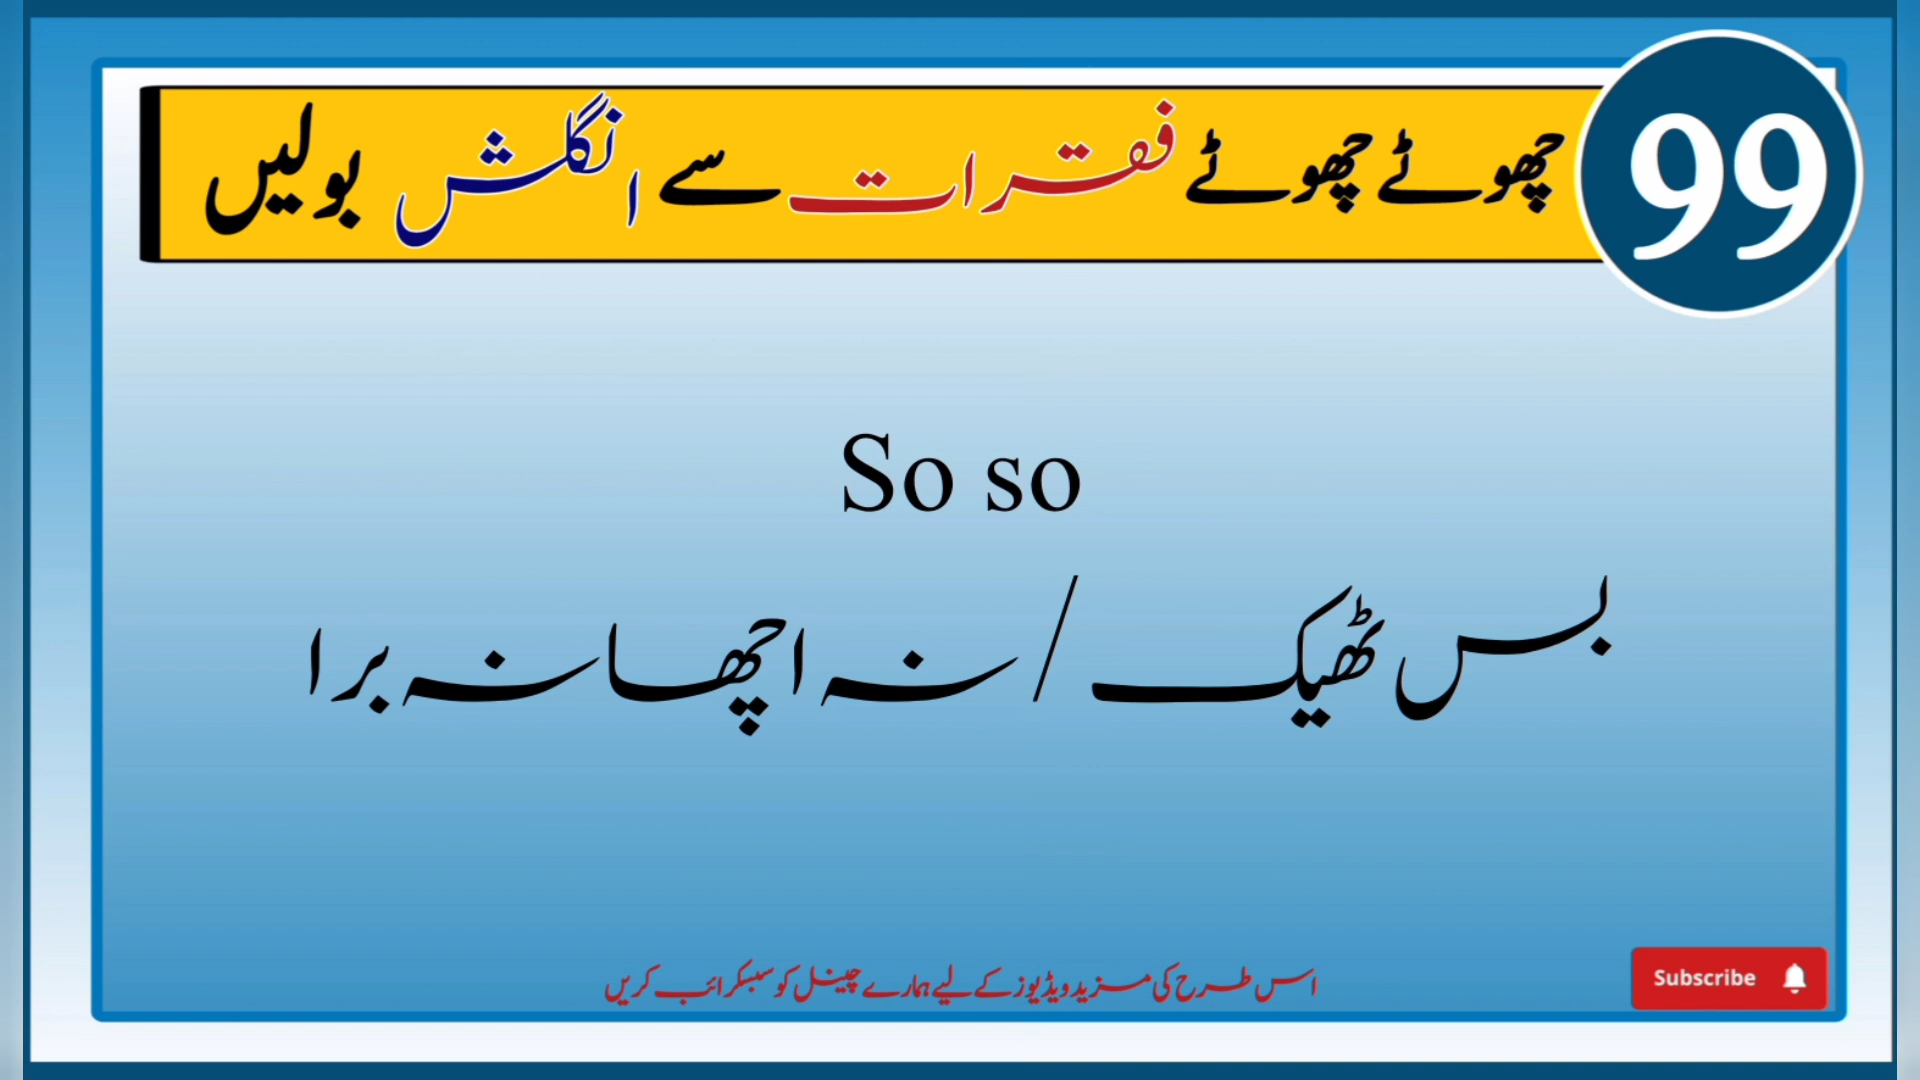 99 چھوٹے چھوٹے فقرات سے انگلش بولیں
So so
بس ٹھیک / نہ اچھا نہ برا
اس طرح کی مزید ویڈیوز کے لیے ہمارے چینل کو سبسکرائب کریں
Subscribe